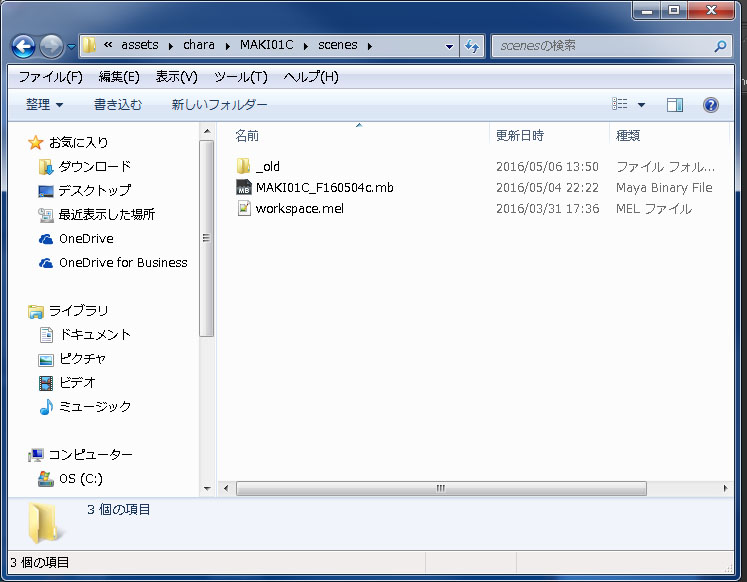 « assets ▸ chara ▸ MAKI01C ▸ scenes ▸
scenesの検索
ファイル(F) 編集(E) 表示(V) ツール(T) ヘルプ(H)
整理 ▼ 書き込む 新しいフォルダー
お気に入り
ダウンロード
デスクトップ
最近表示した場所
OneDrive
OneDrive for Business
ライブラリ
ドキュメント
ピクチャ
ビデオ
ミュージック
コンピューター
OS (C:)
名前 更新日時 種類
_old 2016/05/06 13:50 ファイル フォル...
MB MAKI01C_F160504c.mb 2016/05/04 22:22 Maya Binary File
workspace.mel 2016/03/31 17:36 MEL ファイル
3 個の項目
3 個の項目